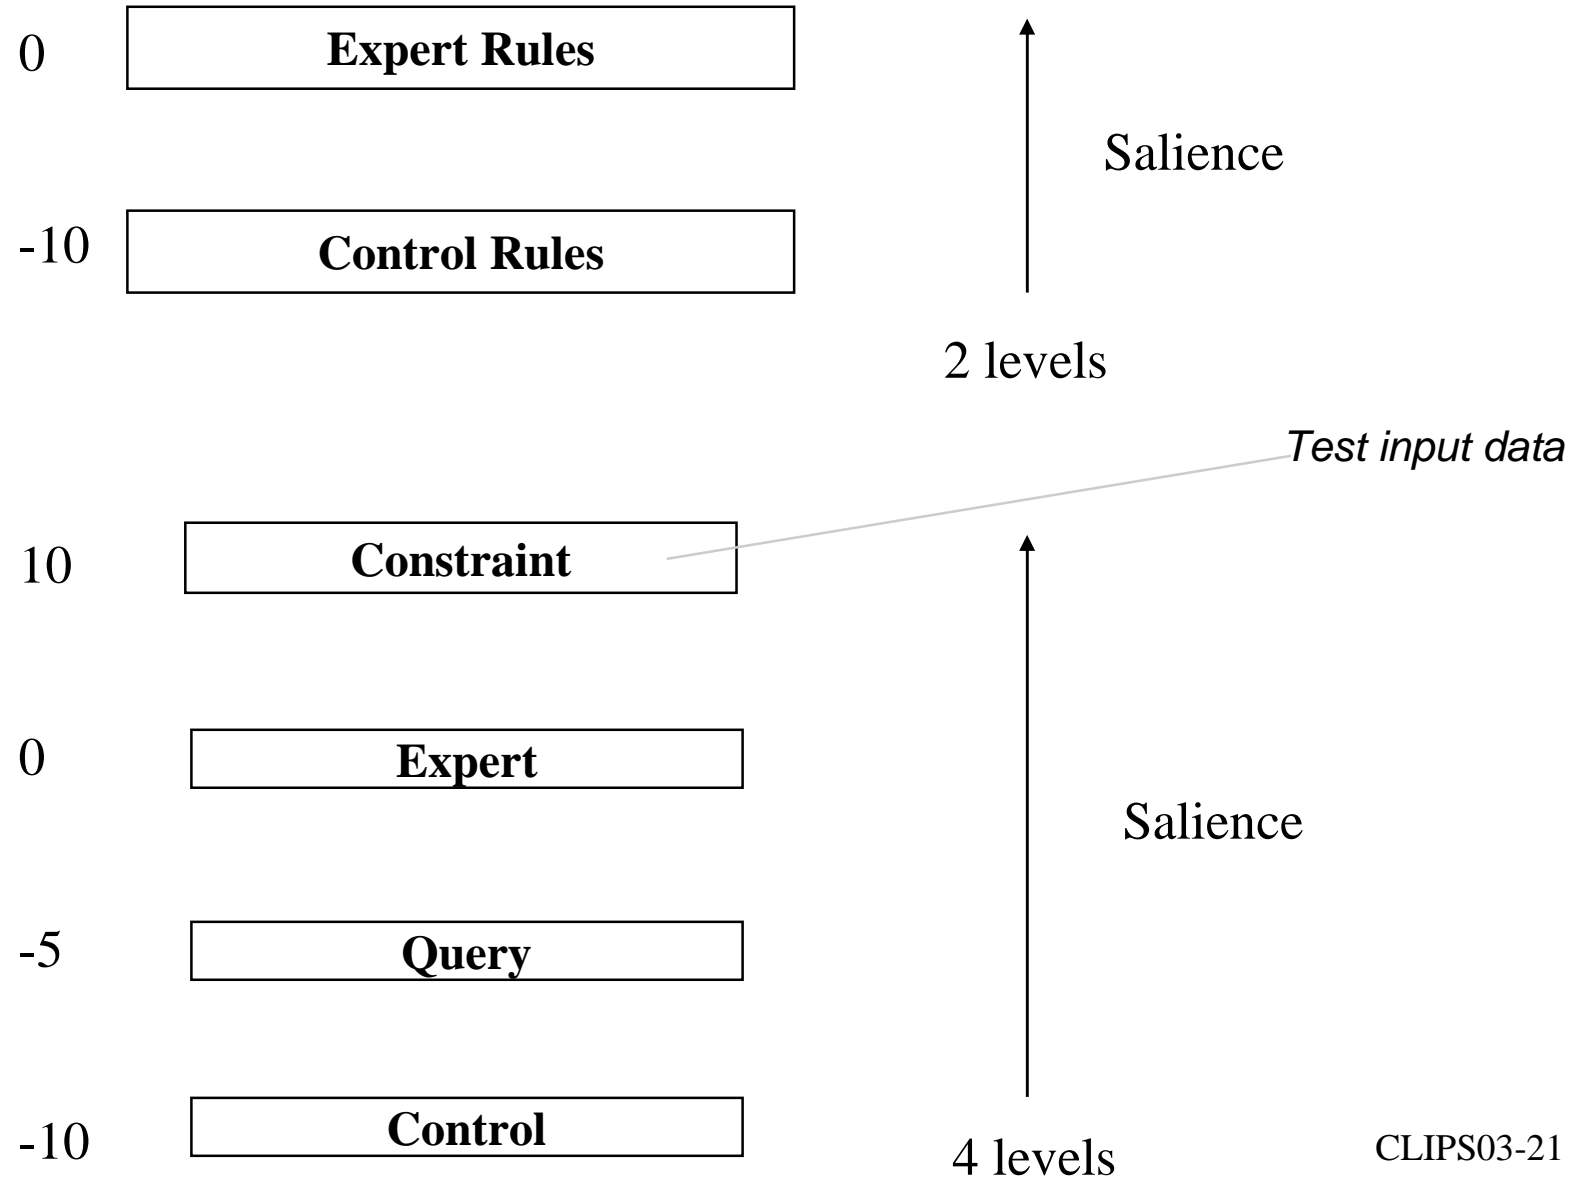 0
Expert Rules
Salience
-10
Control Rules
2 levels
Test input data
10
Constraint
0
Expert
Salience
-5
Query
-10
Control
4 levels
CLIPS03-21